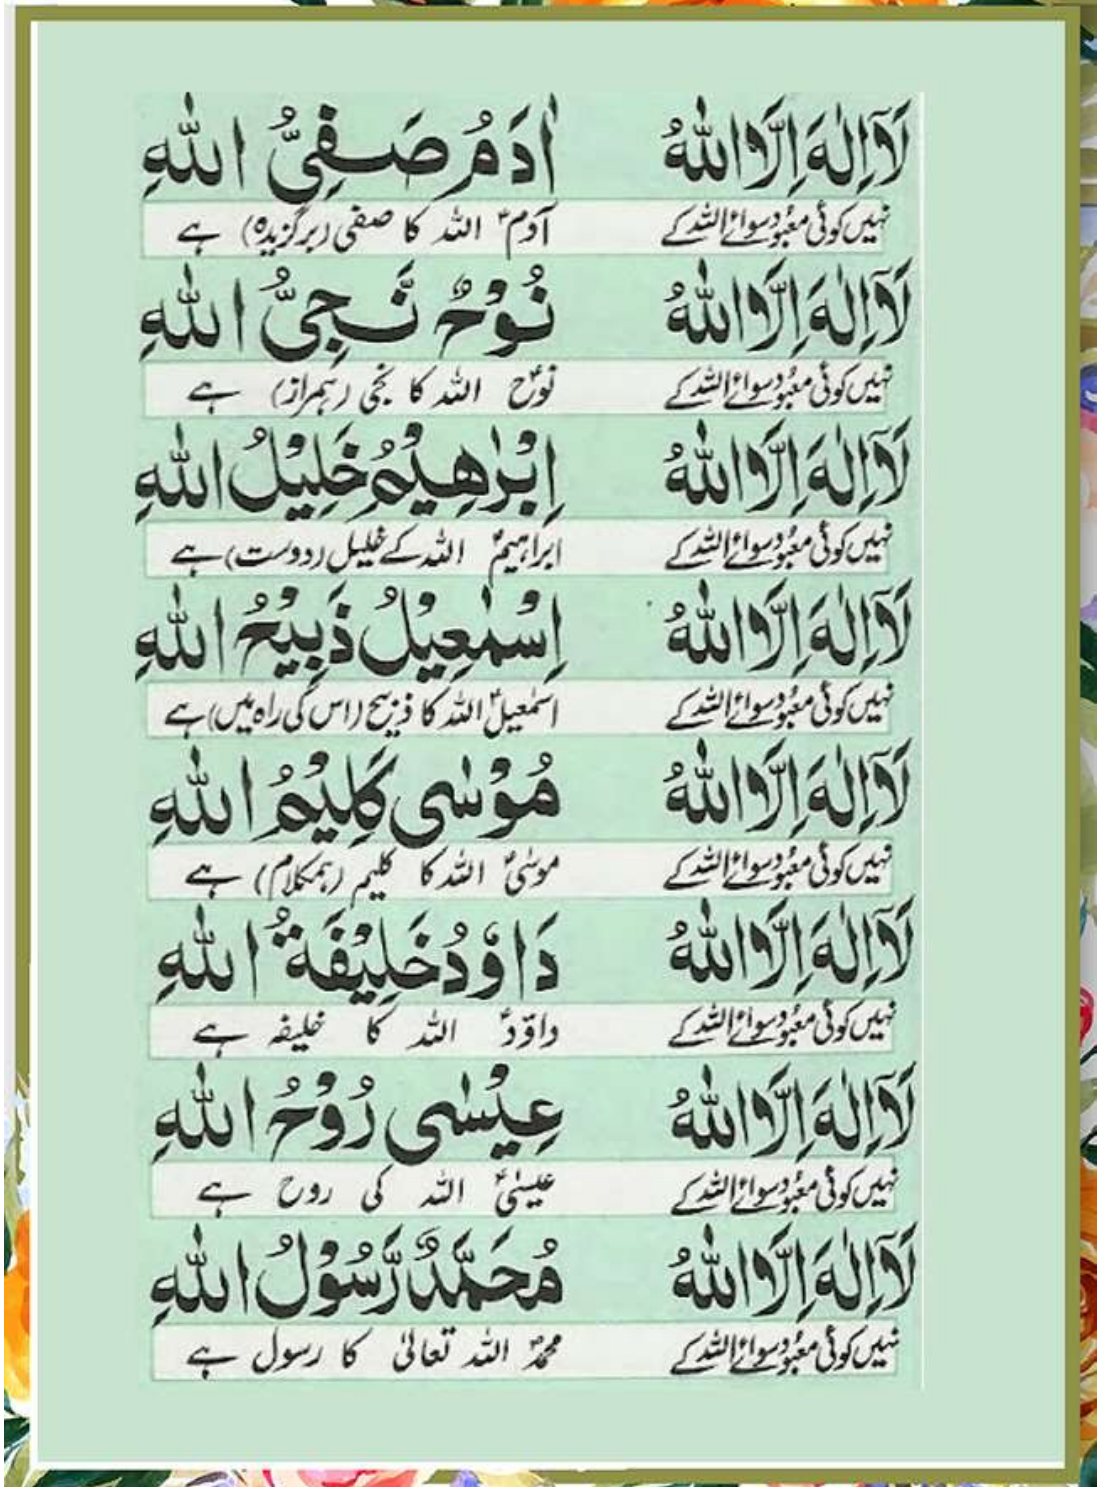 لَآ اِلٰهَ اِلَّا اللّٰهُ اٰدَمُ صَفِیُّ اللّٰهِ
نہیں کوئی معبود سوائے اللہ کے آدمؑ اللہ کا صفی (برگزیدہ) ہے
لَآ اِلٰهَ اِلَّا اللّٰهُ نُوْحٌ نَّجِیُّ اللّٰهِ
نہیں کوئی معبود سوائے اللہ کے نوحؑ اللہ کا نجی (ہمراز) ہے
لَآ اِلٰهَ اِلَّا اللّٰهُ اِبْرٰهِیْمُ خَلِیْلُ اللّٰهِ
نہیں کوئی معبود سوائے اللہ کے ابراہیمؑ اللہ کے خلیل (دوست) ہے
لَآ اِلٰهَ اِلَّا اللّٰهُ اِسْمٰعِیْلُ ذَبِیْحُ اللّٰهِ
نہیں کوئی معبود سوائے اللہ کے اسمٰعیلؑ اللہ کا ذبیح (اس کی راہ میں) ہے
لَآ اِلٰهَ اِلَّا اللّٰهُ مُوْسٰی كَلِیْمُ اللّٰهِ
نہیں کوئی معبود سوائے اللہ کے موسٰیؑ اللہ کا کلیم (ہمکلام) ہے
لَآ اِلٰهَ اِلَّا اللّٰهُ دَاوٗدُ خَلِیْفَةُ اللّٰهِ
نہیں کوئی معبود سوائے اللہ کے داؤدؑ اللہ کا خلیفہ ہے
لَآ اِلٰهَ اِلَّا اللّٰهُ عِیْسٰی رُوْحُ اللّٰهِ
نہیں کوئی معبود سوائے اللہ کے عیسٰیؑ اللہ کی روح ہے
لَآ اِلٰهَ اِلَّا اللّٰهُ مُحَمَّدٌ رَّسُوْلُ اللّٰهِ
نہیں کوئی معبود سوائے اللہ کے محمدؐ اللہ تعالیٰ کا رسول ہے